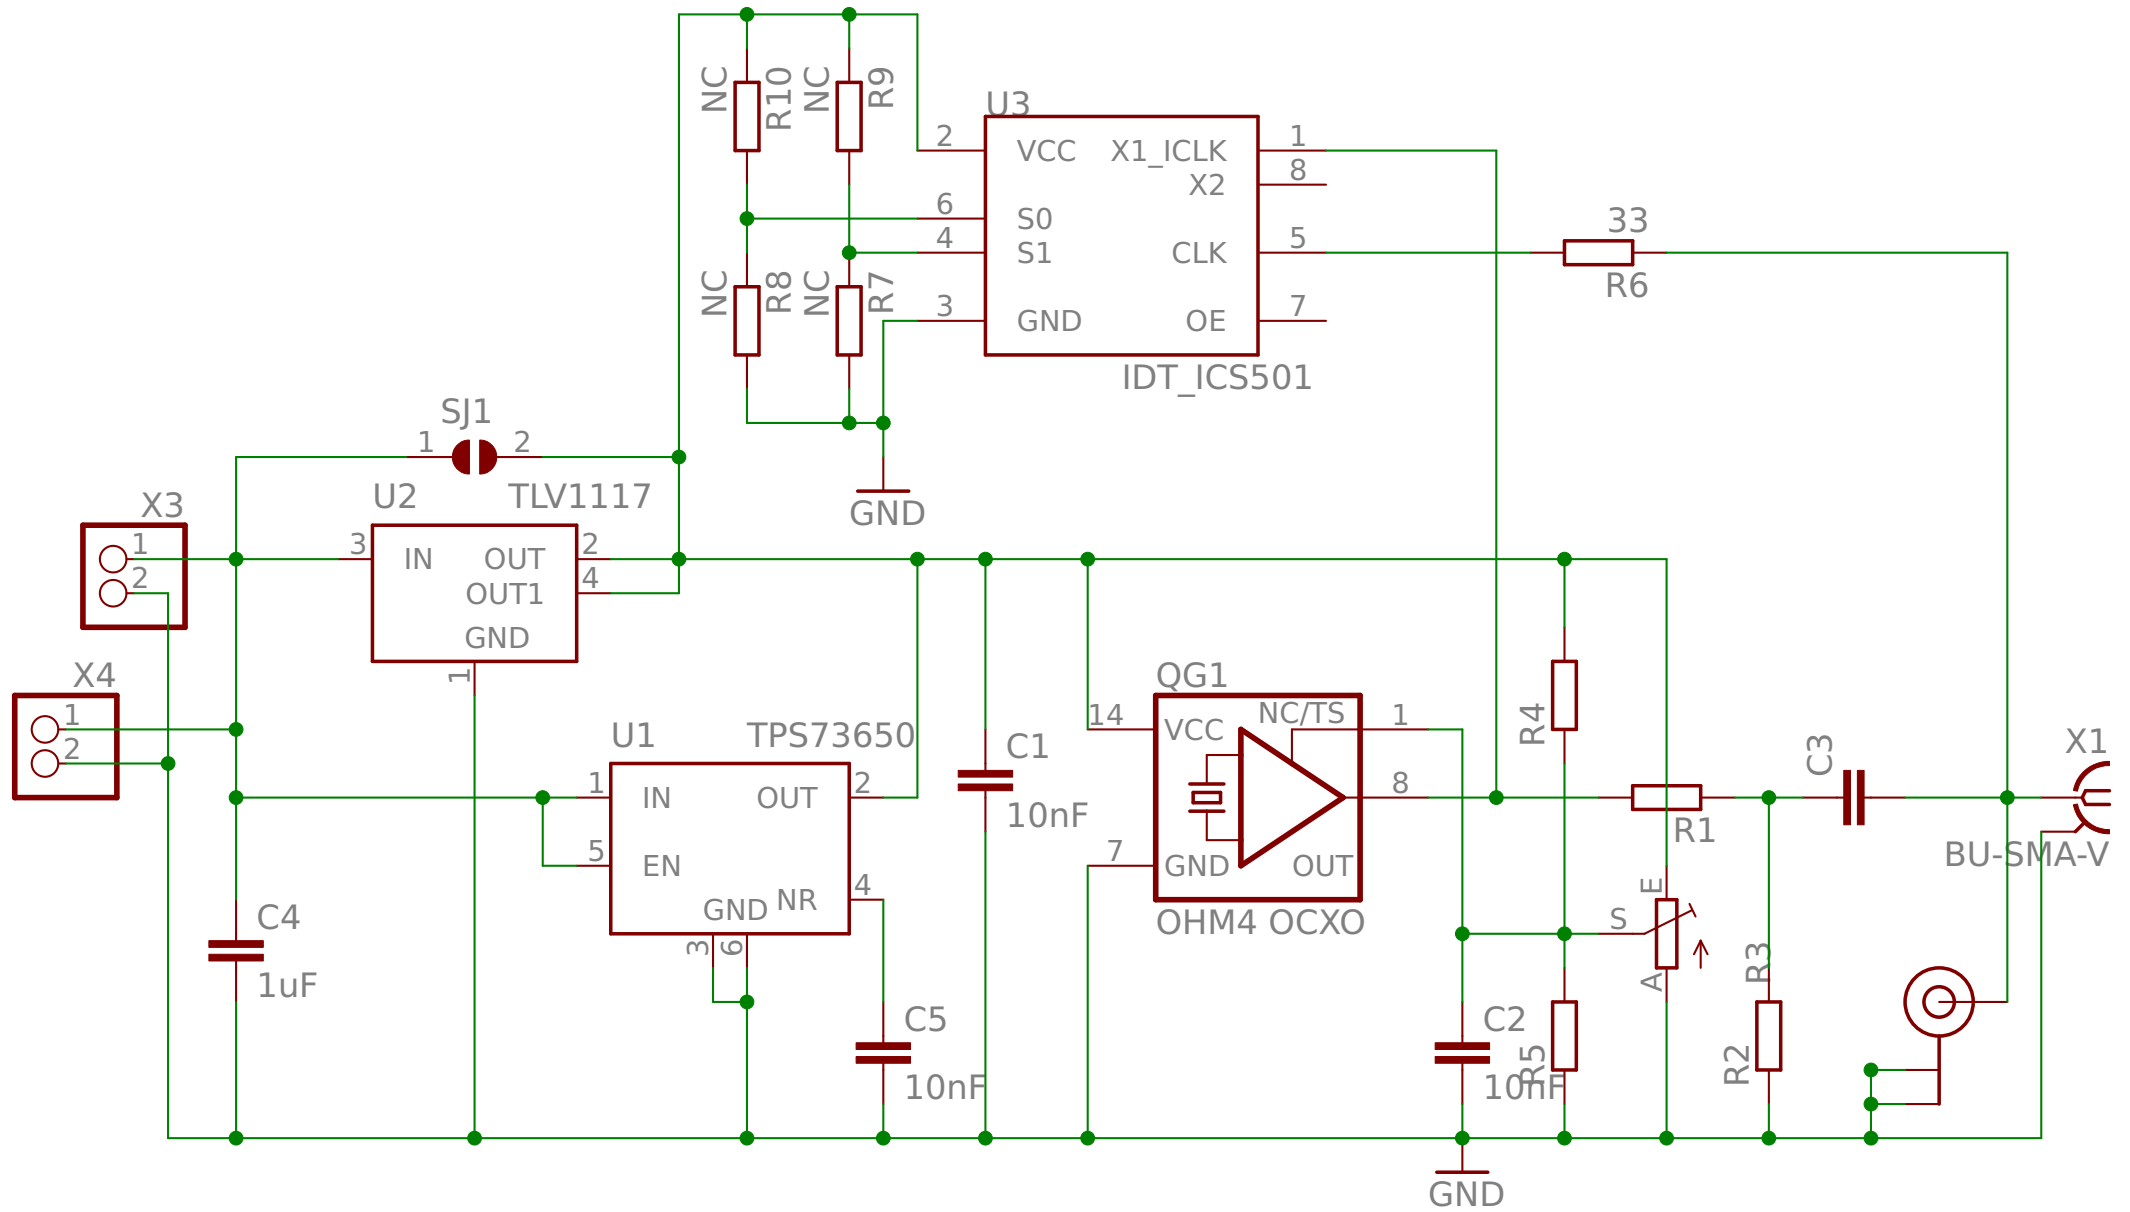 NC
R10
NC
R9
U3
2
VCC
X1_ICLK
1
X2
8
6
S0
4
S1
CLK
5
33
R6
NC
R8
NC
R7
3
GND
OE
7
IDT_ICS501
GND
SJ1
1
2
U2
TLV1117
X3
1
2
3
IN
OUT
2
OUT1
4
GND
1
X4
1
2
U1
TPS73650
1
IN
OUT
2
5
EN
NR
4
GND
3
6
C4
1uF
C5
10nF
C1
10nF
QG1
14
VCC
NC/TS
1
8
7
GND
OUT
OHM4 OCXO
R4
R1
C3
X1
BU-SMA-V
E
S
A
R3
C2
10nF
R5
R2
GND